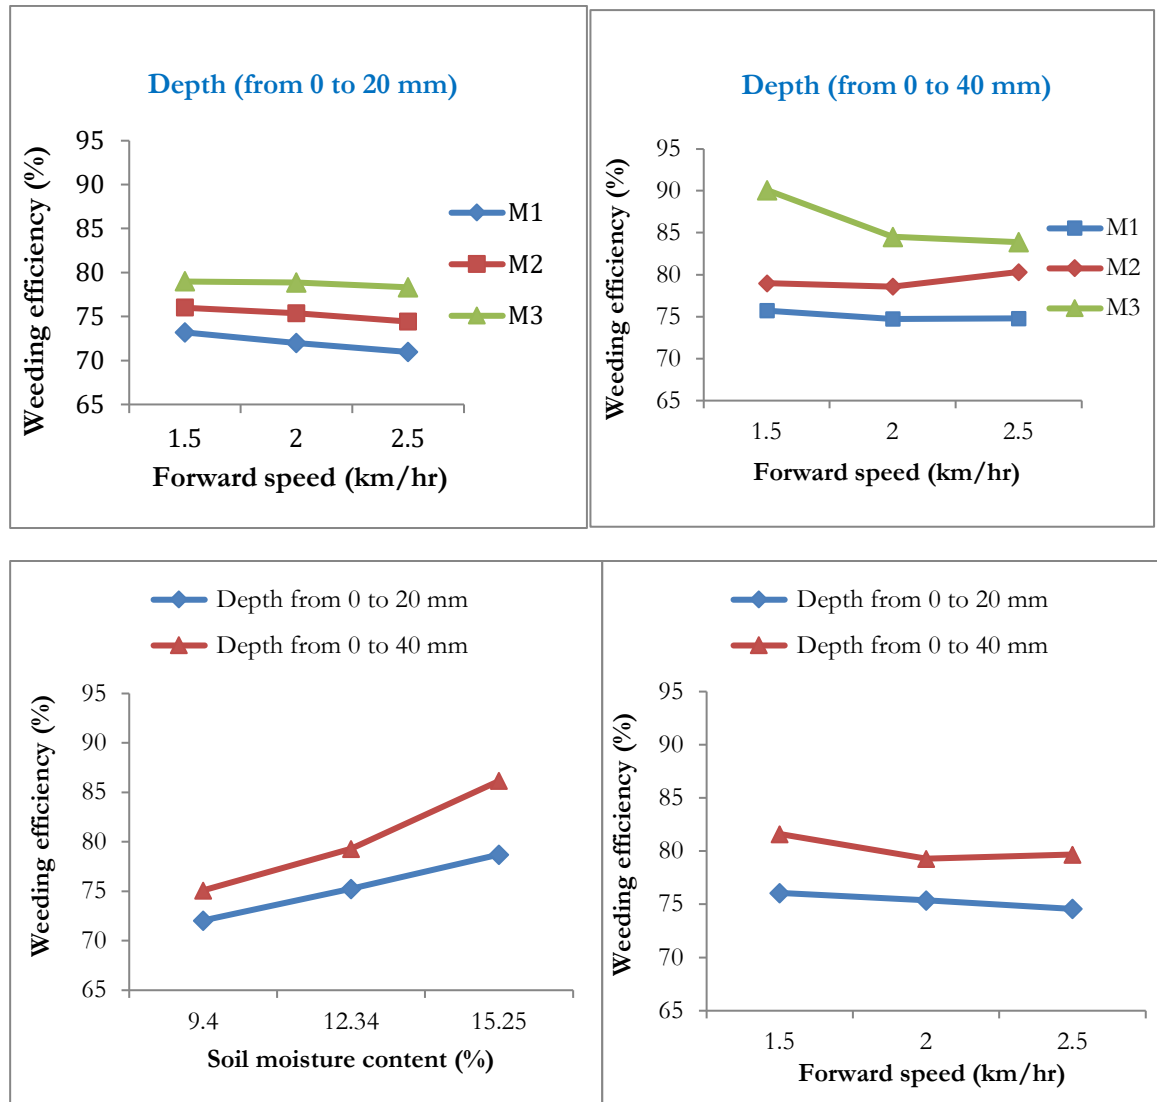 Depth (from 0 to 20 mm)
Weeding efficiency (%)
95
90
85
80
75
70
65
1.5 2 2.5
Forward speed (km/hr)
M1
M2
M3
Depth (from 0 to 40 mm)
Weeding efficiency (%)
95
90
85
80
75
70
65
1.5 2 2.5
Forward speed (km/hr)
M1
M2
M3
Depth from 0 to 20 mm
Depth from 0 to 40 mm
Weeding efficiency (%)
95
90
85
80
75
70
65
9.4 12.34 15.25
Soil moisture content (%)
Depth from 0 to 20 mm
Depth from 0 to 40 mm
Weeding efficiency (%)
95
90
85
80
75
70
65
1.5 2 2.5
Forward speed (km/hr)